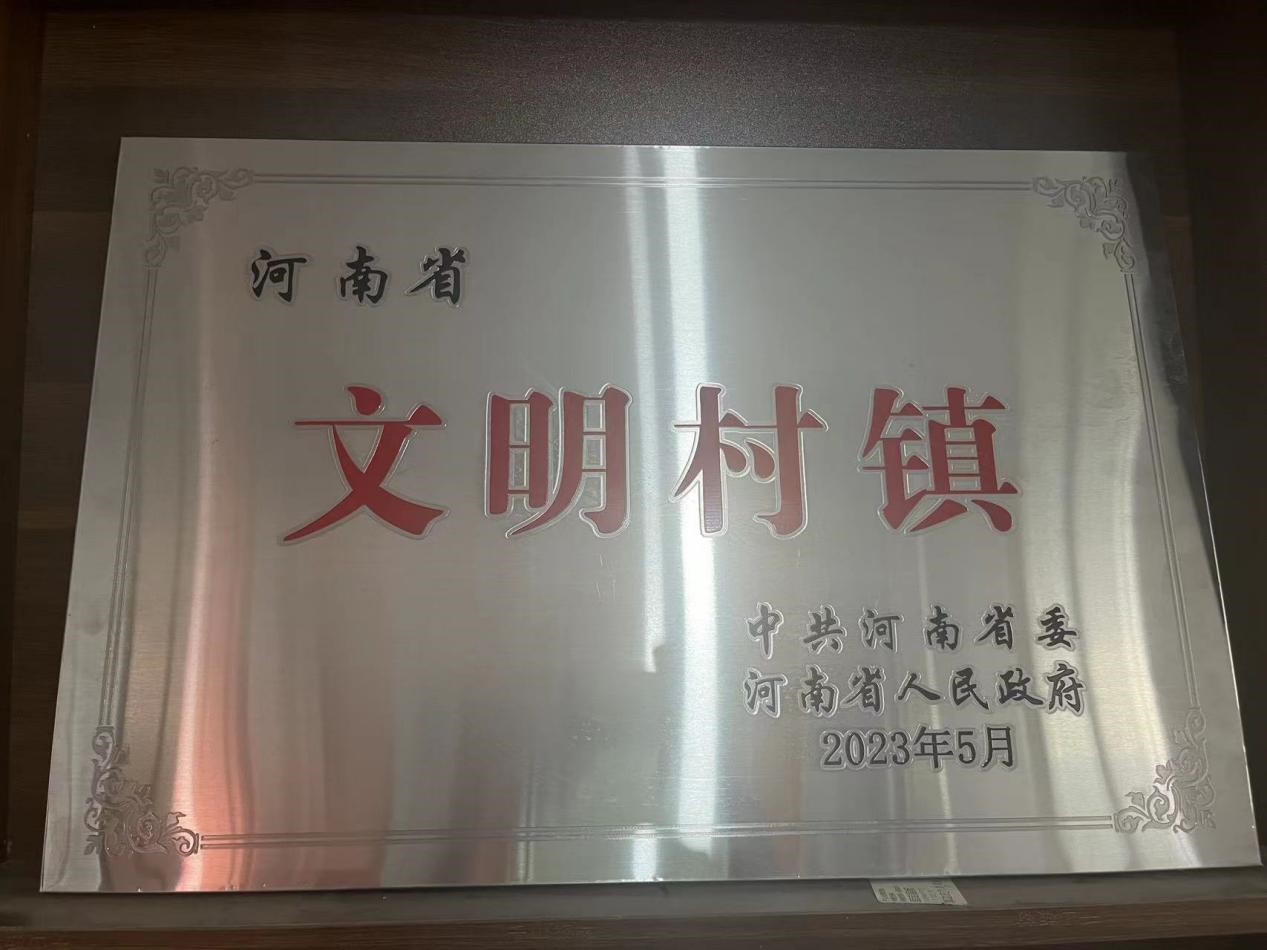 河南省
文明村镇
中共河南省委
河南省人民政府
2023年5月